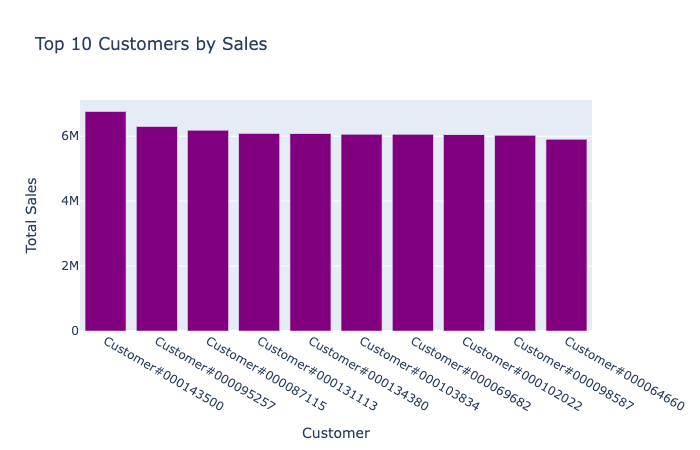 Top 10 Customers by Sales
Total Sales
6M
4M
2M
0
Customer#000143500
Customer#000095257
Customer#000087115
Customer#000131113
Customer#000134380
Customer#000103834
Customer#000069682
Customer#000102022
Customer#000098587
Customer#000064660
Customer